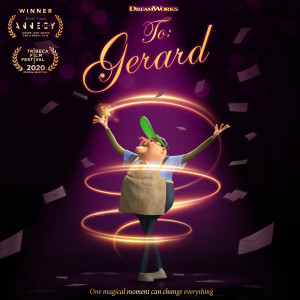 DREAMWORKS
To:
Gerard
WINNER
ANNECY
TRIBECA
FILM
FESTIVAL
2020
One magical moment can change everything